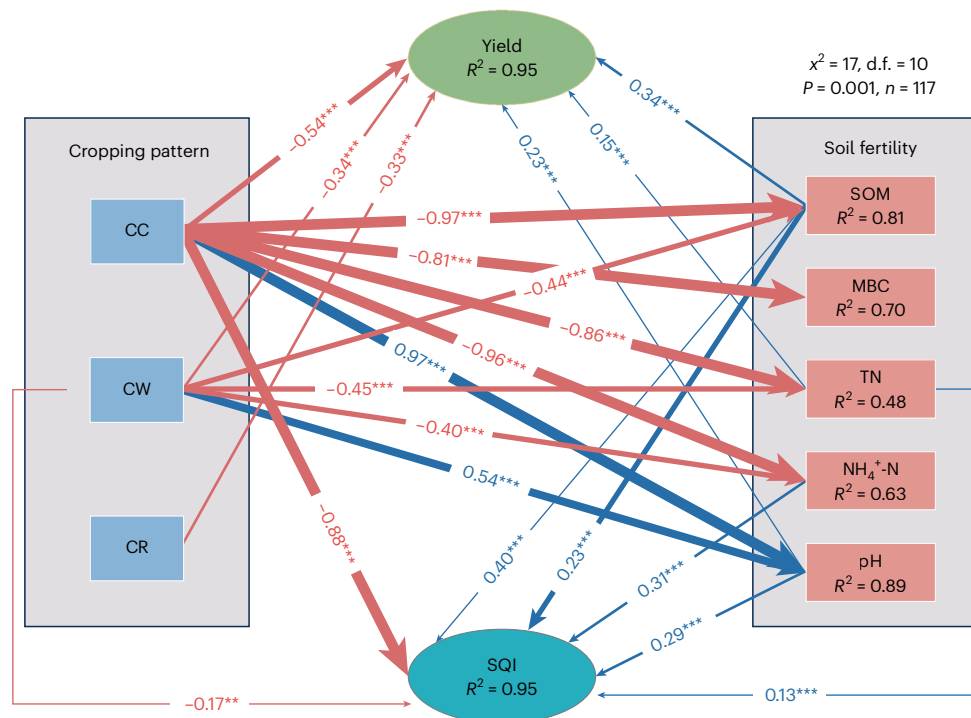 Yield
R² = 0.95
x² = 17, d.f. = 10
P = 0.001, n = 117
Cropping pattern
Soil fertility
CC
CW
CR
SOM
R² = 0.81
MBC
R² = 0.70
TN
R² = 0.48
NH₄⁺-N
R² = 0.63
pH
R² = 0.89
−0.54***
−0.34***
−0.33***
0.34***
0.15***
0.23***
−0.97***
−0.81***
−0.44***
−0.86***
−0.96***
0.97***
−0.45***
−0.40***
0.54***
−0.88***
0.40***
0.23***
0.31***
0.29***
SQI
R² = 0.95
−0.17**
0.13***